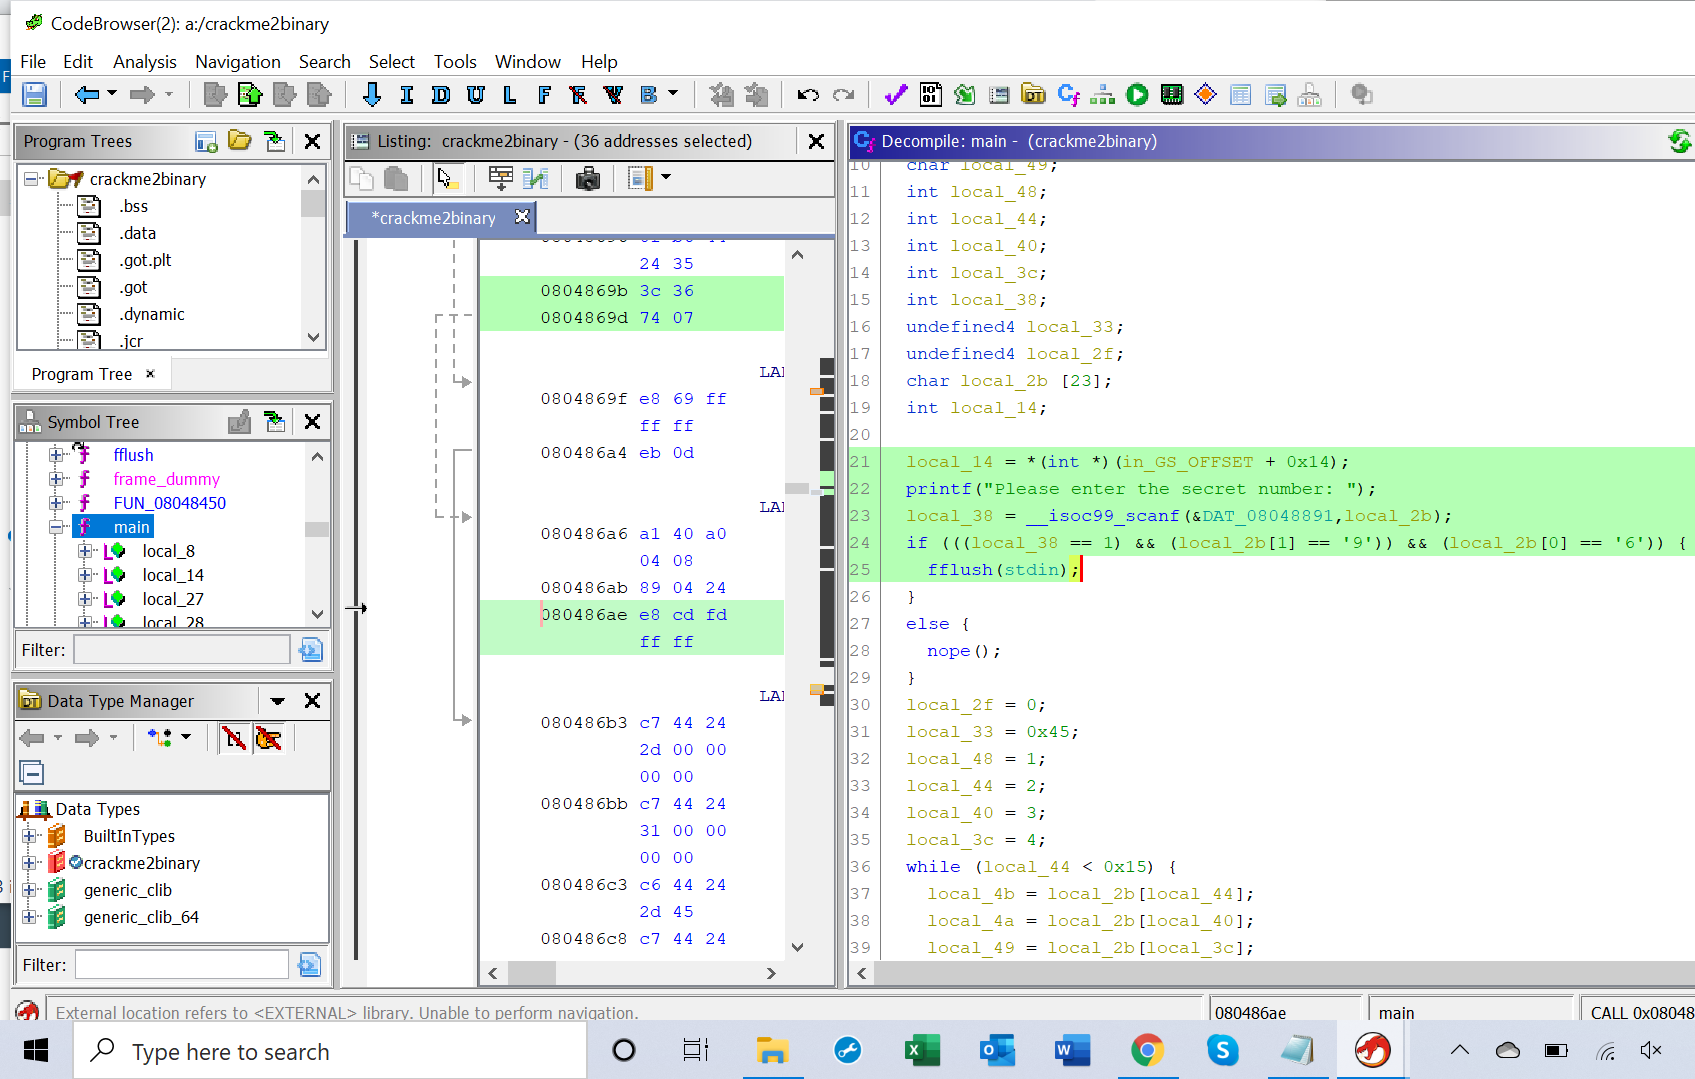 CodeBrowser(2): a:/crackme2binary
File Edit Analysis Navigation Search Select Tools Window Help
I D U L F F V B
Program Trees
crackme2binary
.bss
.data
.got.plt
.got
.dynamic
.jcr
Program Tree ×
Symbol Tree
fflush
frame_dummy
FUN_08048450
main
local_8
local_14
local_27
local_28
Filter:
Data Type Manager
Data Types
BuiltInTypes
crackme2binary
generic_clib
generic_clib_64
Filter:
Listing: crackme2binary - (36 addresses selected)
*crackme2binary
24 35
0804869b 3c 36
0804869d 74 07
LAI
0804869f e8 69 ff
ff ff
080486a4 eb 0d
LAI
080486a6 a1 40 a0
04 08
080486ab 89 04 24
080486ae e8 cd fd
ff ff
LAI
080486b3 c7 44 24
2d 00 00
00 00
080486bb c7 44 24
31 00 00
00 00
080486c3 c6 44 24
2d 45
080486c8 c7 44 24
Decompile: main - (crackme2binary)
10 char local_49;
11 int local_48;
12 int local_44;
13 int local_40;
14 int local_3c;
15 int local_38;
16 undefined4 local_33;
17 undefined4 local_2f;
18 char local_2b [23];
19 int local_14;
20
21 local_14 = *(int *)(in_GS_OFFSET + 0x14);
22 printf("Please enter the secret number: ");
23 local_38 = __isoc99_scanf(&DAT_08048891,local_2b);
24 if (((local_38 == 1) && (local_2b[1] == '9')) && (local_2b[0] == '6')) {
25 fflush(stdin);
26 }
27 else {
28 nope();
29 }
30 local_2f = 0;
31 local_33 = 0x45;
32 local_48 = 1;
33 local_44 = 2;
34 local_40 = 3;
35 local_3c = 4;
36 while (local_44 < 0x15) {
37 local_4b = local_2b[local_44];
38 local_4a = local_2b[local_40];
39 local_49 = local_2b[local_3c];
External location refers to <EXTERNAL> library. Unable to perform navigation.
080486ae
main
CALL 0x08048
Type here to search